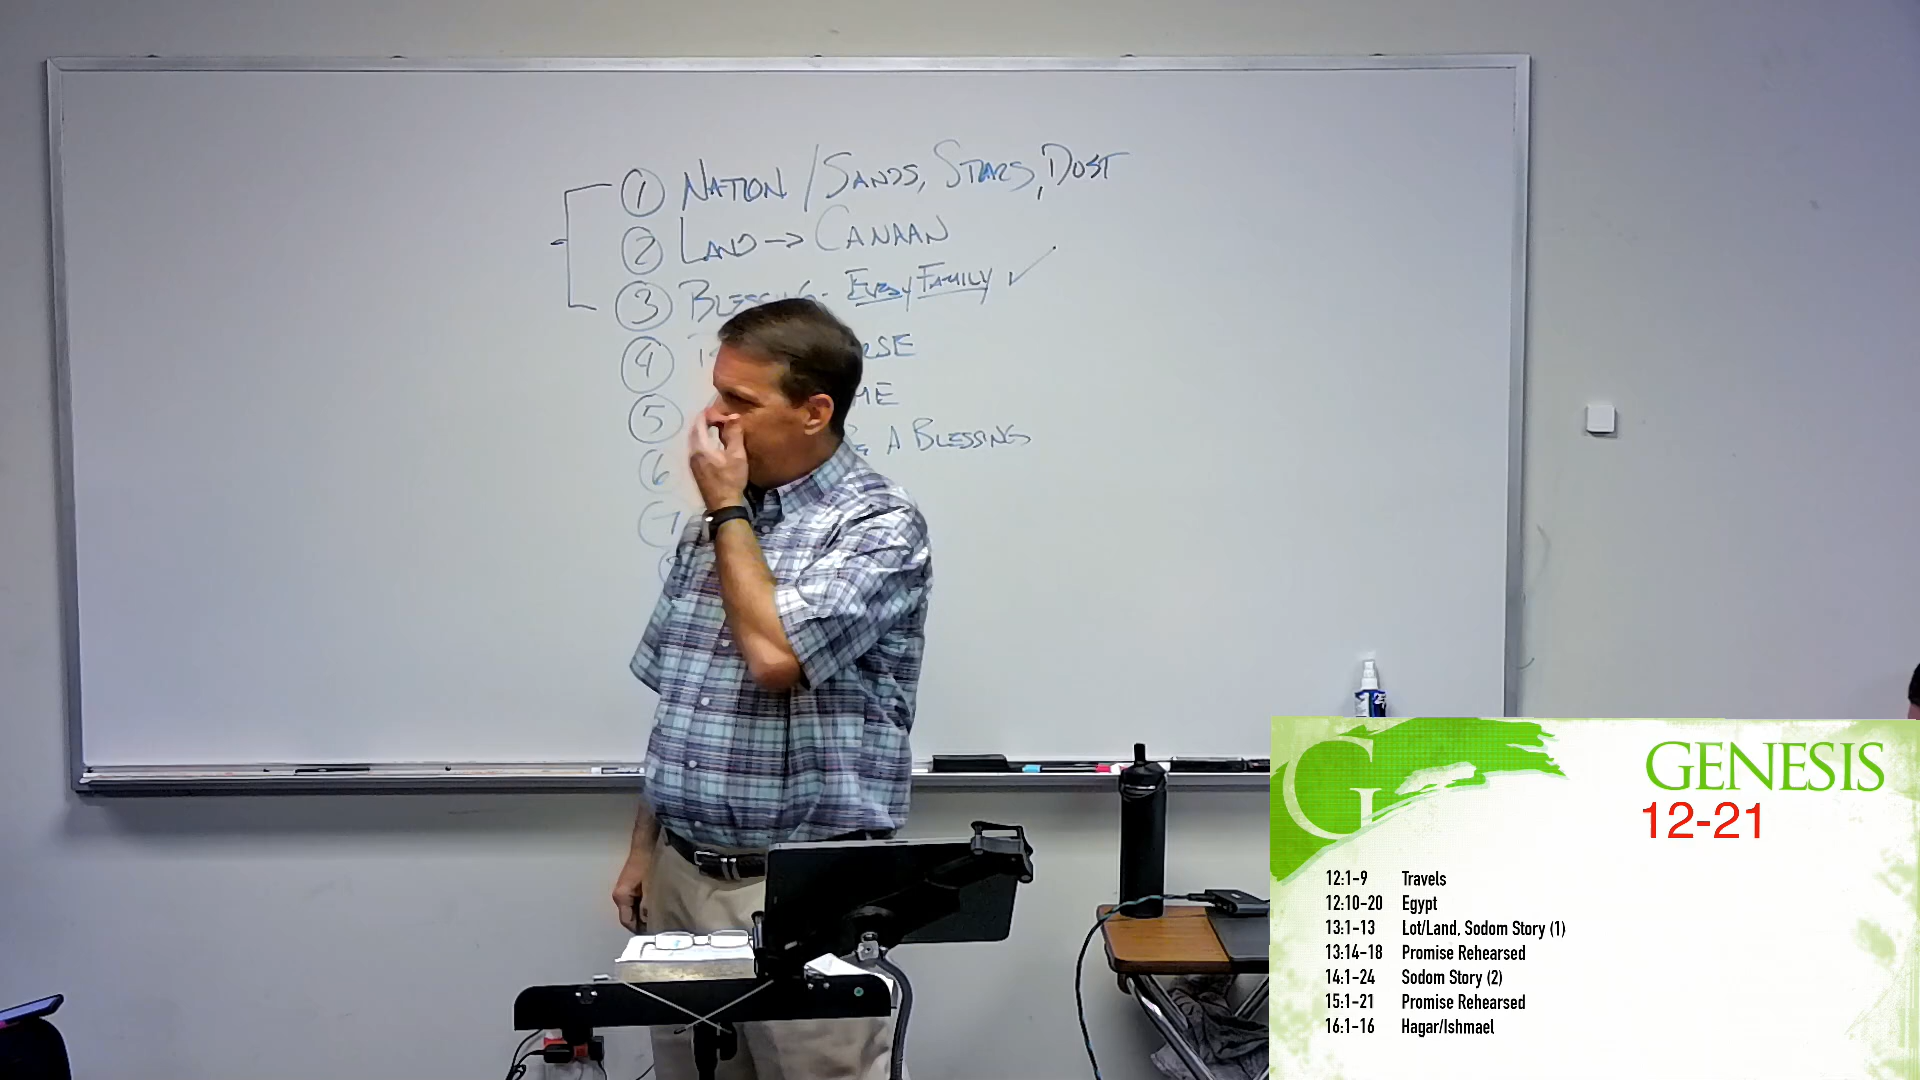 ① NATION / SANDS, STARS, DUST
② LAND → CANAAN
③ BLESSING - EVERY FAMILY ✓
④
⑤
⑥ A BLESSING
⑦
G
GENESIS
12-21
12:1-9 Travels
12:10-20 Egypt
13:1-13 Lot/Land, Sodom Story (1)
13:14-18 Promise Rehearsed
14:1-24 Sodom Story (2)
15:1-21 Promise Rehearsed
16:1-16 Hagar/Ishmael